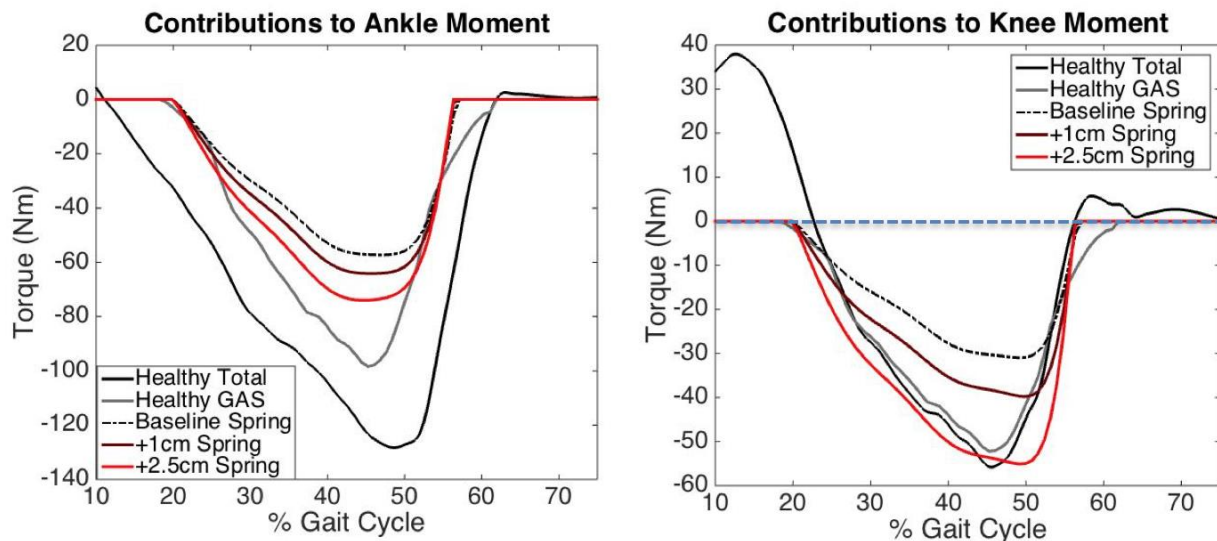 Contributions to Ankle Moment
20
0
-20
-40
-60
-80
-100
-120
-140
Torque (Nm)
Healthy Total
Healthy GAS
Baseline Spring
+1cm Spring
+2.5cm Spring
10 20 30 40 50 60 70
% Gait Cycle
Contributions to Knee Moment
40
30
20
10
0
-10
-20
-30
-40
-50
-60
Torque (Nm)
Healthy Total
Healthy GAS
Baseline Spring
+1cm Spring
+2.5cm Spring
10 20 30 40 50 60 70
% Gait Cycle